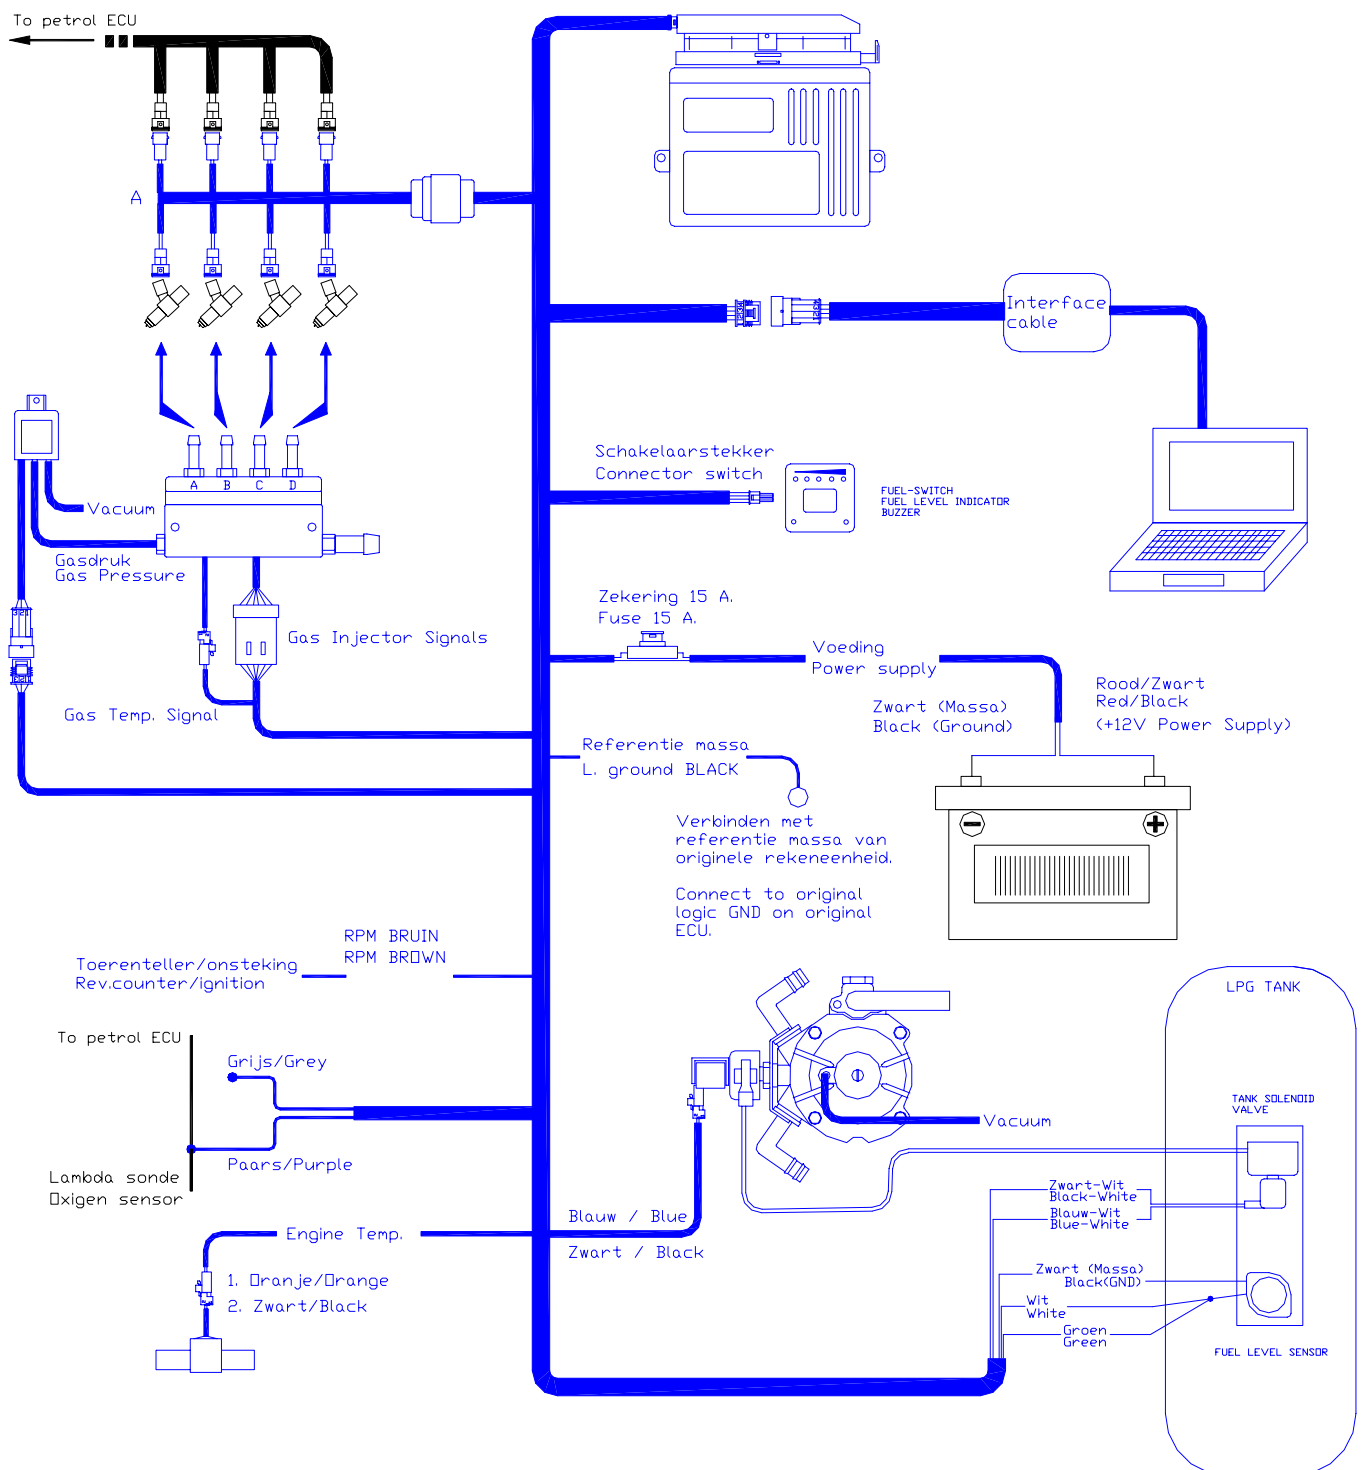 To petrol ECU
A
Interface
cable
Schakelaarstekker
Connector switch
FUEL-SWITCH
FUEL LEVEL INDICATOR
BUZZER
A B C D
Vacuum
Gasdruk
Gas Pressure
Zekering 15 A.
Fuse 15 A.
Gas Injector Signals
Voeding
Power supply
Gas Temp. Signal
Zwart (Massa)
Black (Ground)
Rood/Zwart
Red/Black
(+12V Power Supply)
Referentie massa
L. ground BLACK
Verbinden met
referentie massa van
originele rekeneenheid.
Connect to original
logic GND on original
ECU.
RPM BRUIN
RPM BROWN
Toerenteller/onsteking
Rev.counter/ignition
LPG TANK
To petrol ECU
Grijs/Grey
TANK SOLENOID
VALVE
Vacuum
Paars/Purple
Lambda sonde
Oxigen sensor
Zwart-Wit
Black-White
Blauw-Wit
Blue-White
Blauw / Blue
Zwart / Black
Engine Temp.
1. Oranje/Orange
2. Zwart/Black
Zwart (Massa)
Black(GND)
Wit
White
Groen
Green
FUEL LEVEL SENSOR